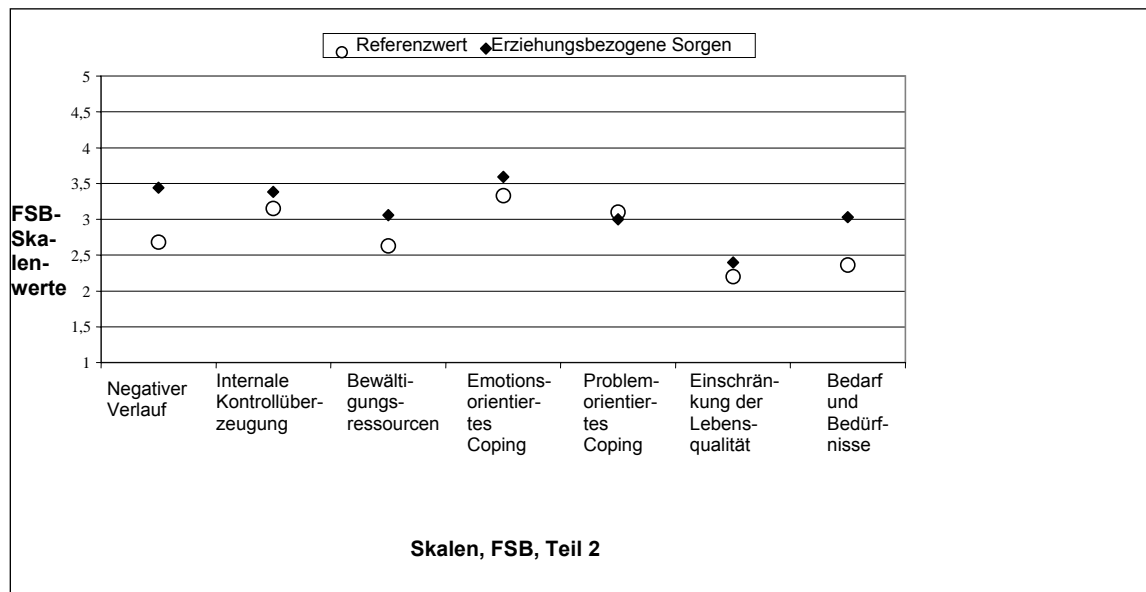 Referenzwert Erziehungsbezogene Sorgen
5
4,5
4
3,5
3
2,5
2
1,5
1
FSB-
Ska-
len-
werte
Negativer
Verlauf
Internale
Kontrollüber-
zeugung
Bewälti-
gungs-
ressourcen
Emotions-
orientier-
tes
Coping
Problem-
orientier-
tes
Coping
Einschrän-
kung der
Lebens-
qualität
Bedarf
und
Bedürf-
nisse
Skalen, FSB, Teil 2